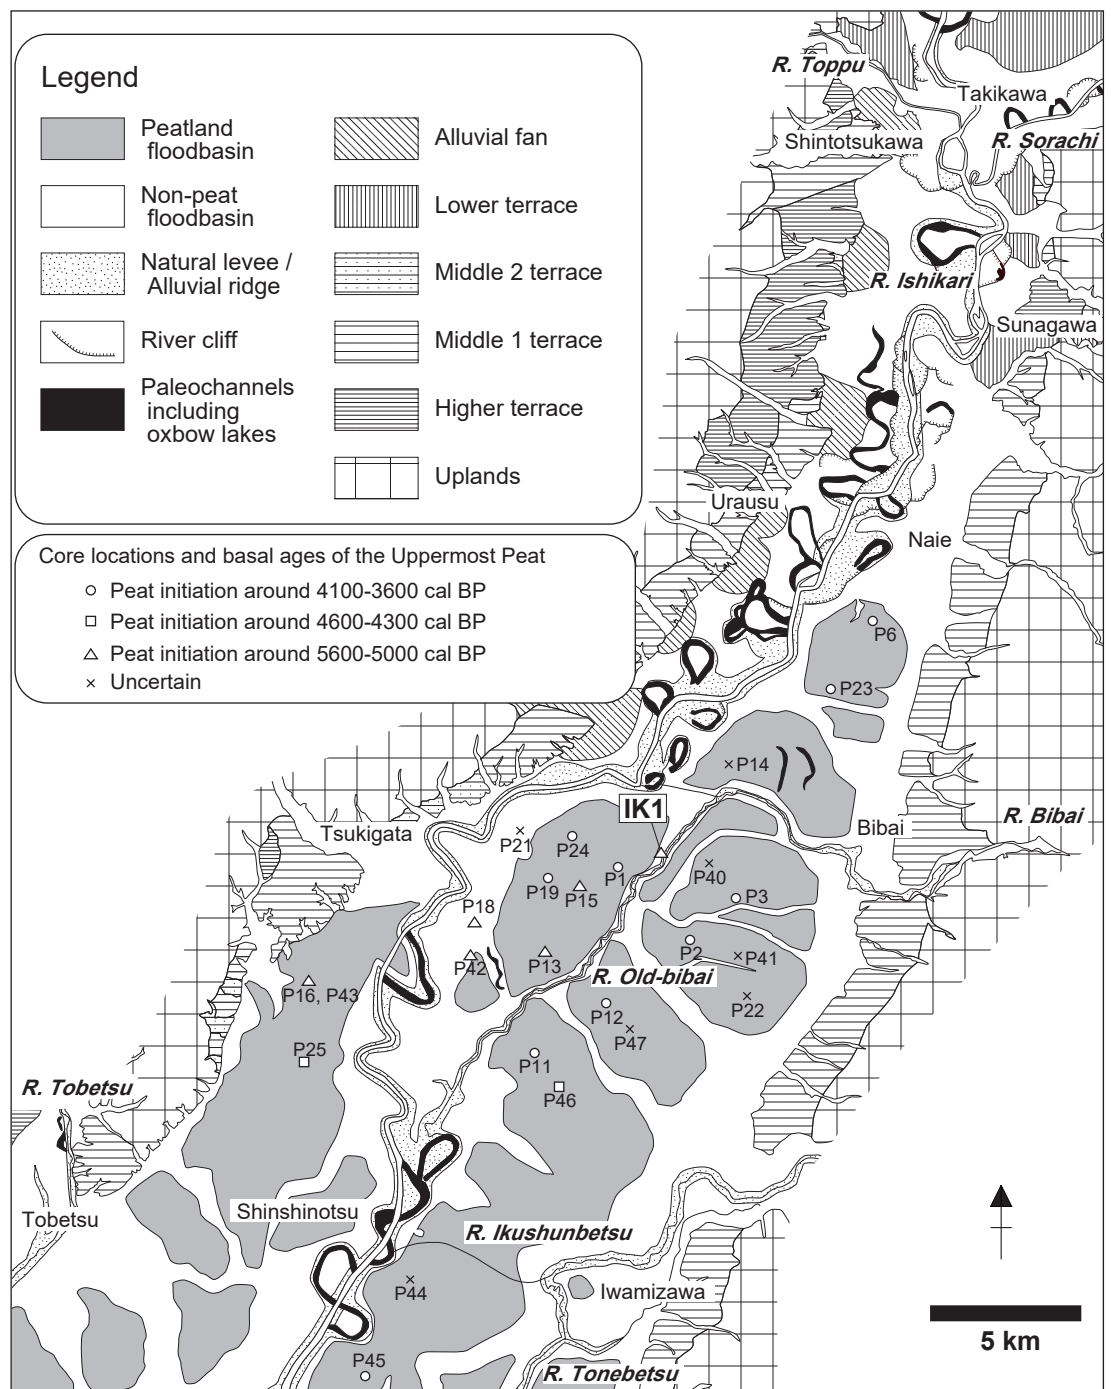 Legend
Peatland
floodbasin
Non-peat
floodbasin
Natural levee /
Alluvial ridge
River cliff
Paleochannels
including
oxbow lakes
Alluvial fan
Lower terrace
Middle 2 terrace
Middle 1 terrace
Higher terrace
Uplands
Core locations and basal ages of the Uppermost Peat
Peat initiation around 4100-3600 cal BP
Peat initiation around 4600-4300 cal BP
Peat initiation around 5600-5000 cal BP
Uncertain
R. Toppu
Takikawa
Shintotsukawa
R. Sorachi
R. Ishikari
Sunagawa
Urausu
Naie
P6
P23
P14
IK1
R. Bibai
Bibai
Tsukigata
P21
P24
P1
P40
P19
P15
P3
P18
P2
P41
P42
P13
R. Old-bibai
P16, P43
P22
P12
P47
P25
P11
P46
R. Tobetsu
Tobetsu
Shinshinotsu
R. Ikushunbetsu
P44
Iwamizawa
5 km
P45
R. Tonebetsu